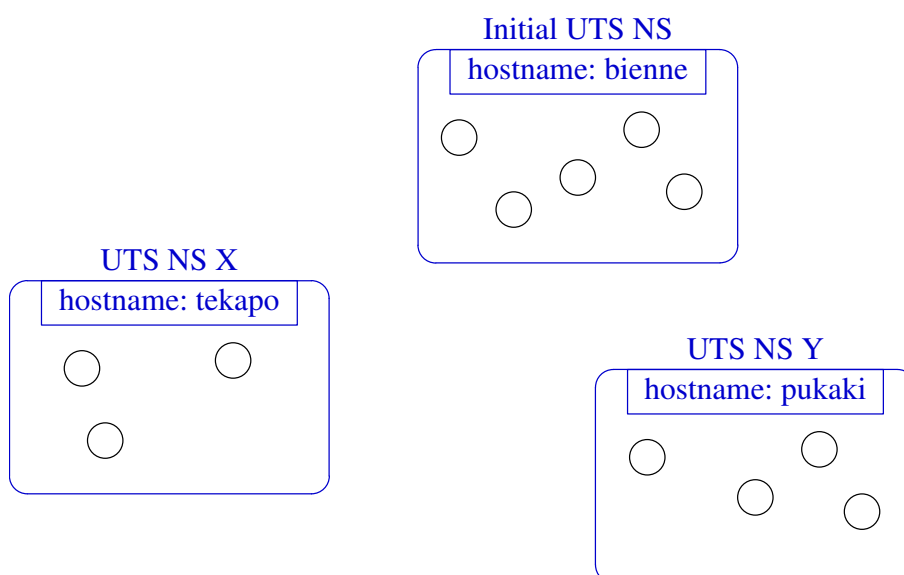 Initial UTS NS
hostname: bienne
UTS NS X
hostname: tekapo
UTS NS Y
hostname: pukaki